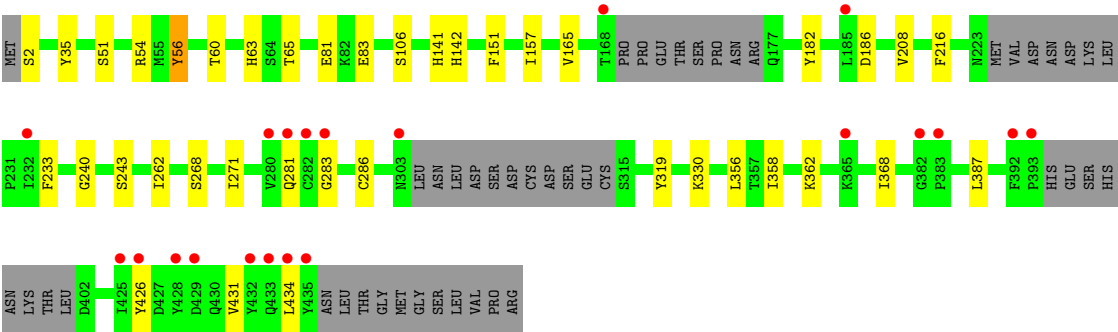 MET S2 Y35 S51 R54 M55 Y56 T60 H63 S64 T65 E81 K82 E83 S106 H141 H142 F151 I157 V165 T168 PRO PRO GLU THR SER PRO ASN ARG Q177 Y182 L185 D186 V208 F216 N223 MET VAL ASP ASN ASP LYS LEU
P231 I232 F233 G240 S243 I262 S268 I271 V280 Q281 C282 G283 C286 N303 LEU ASN LEU ASP SER ASP CYS ASP SER GLU CYS S315 Y319 K330 L356 T357 I358 K362 K365 I368 G382 P383 L387 F392 P393 HIS GLU SER HIS
ASN LYS THR LEU D402 I425 Y426 D427 Y428 D429 Q430 V431 Y432 Q433 L434 Y435 ASN LEU THR GLY MET GLY SER LEU VAL PRO ARG